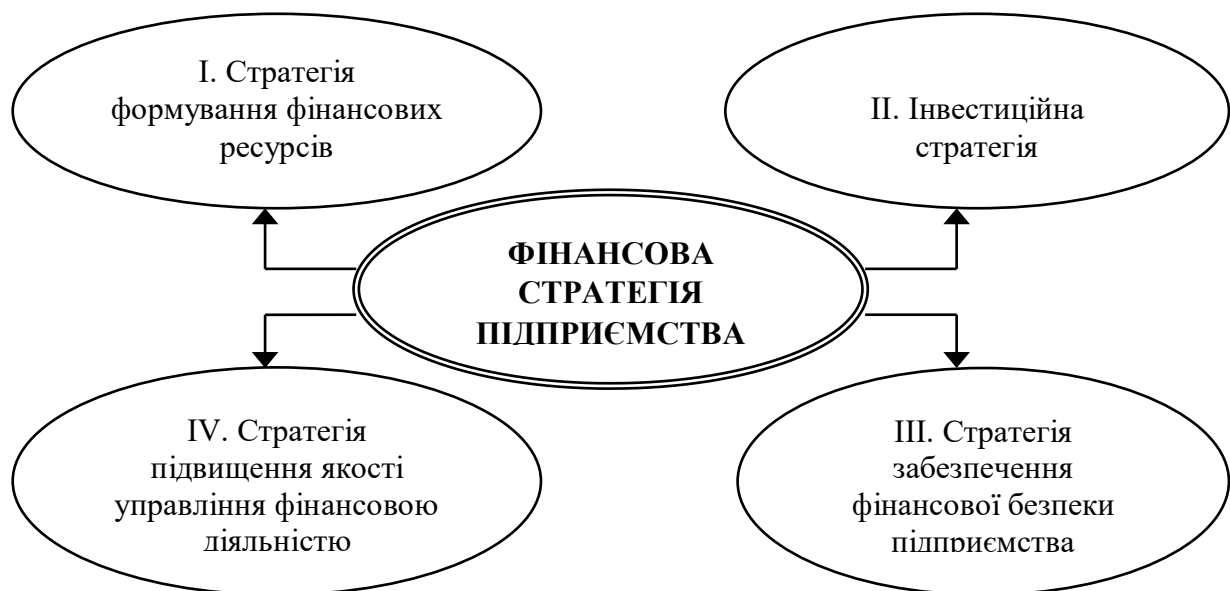 I. Стратегія
формування фінансових
ресурсів
II. Інвестиційна
стратегія
ФІНАНСОВА
СТРАТЕГІЯ
ПІДПРИЄМСТВА
IV. Стратегія
підвищення якості
управління фінансовою
діяльністю
III. Стратегія
забезпечення
фінансової безпеки
підприємства